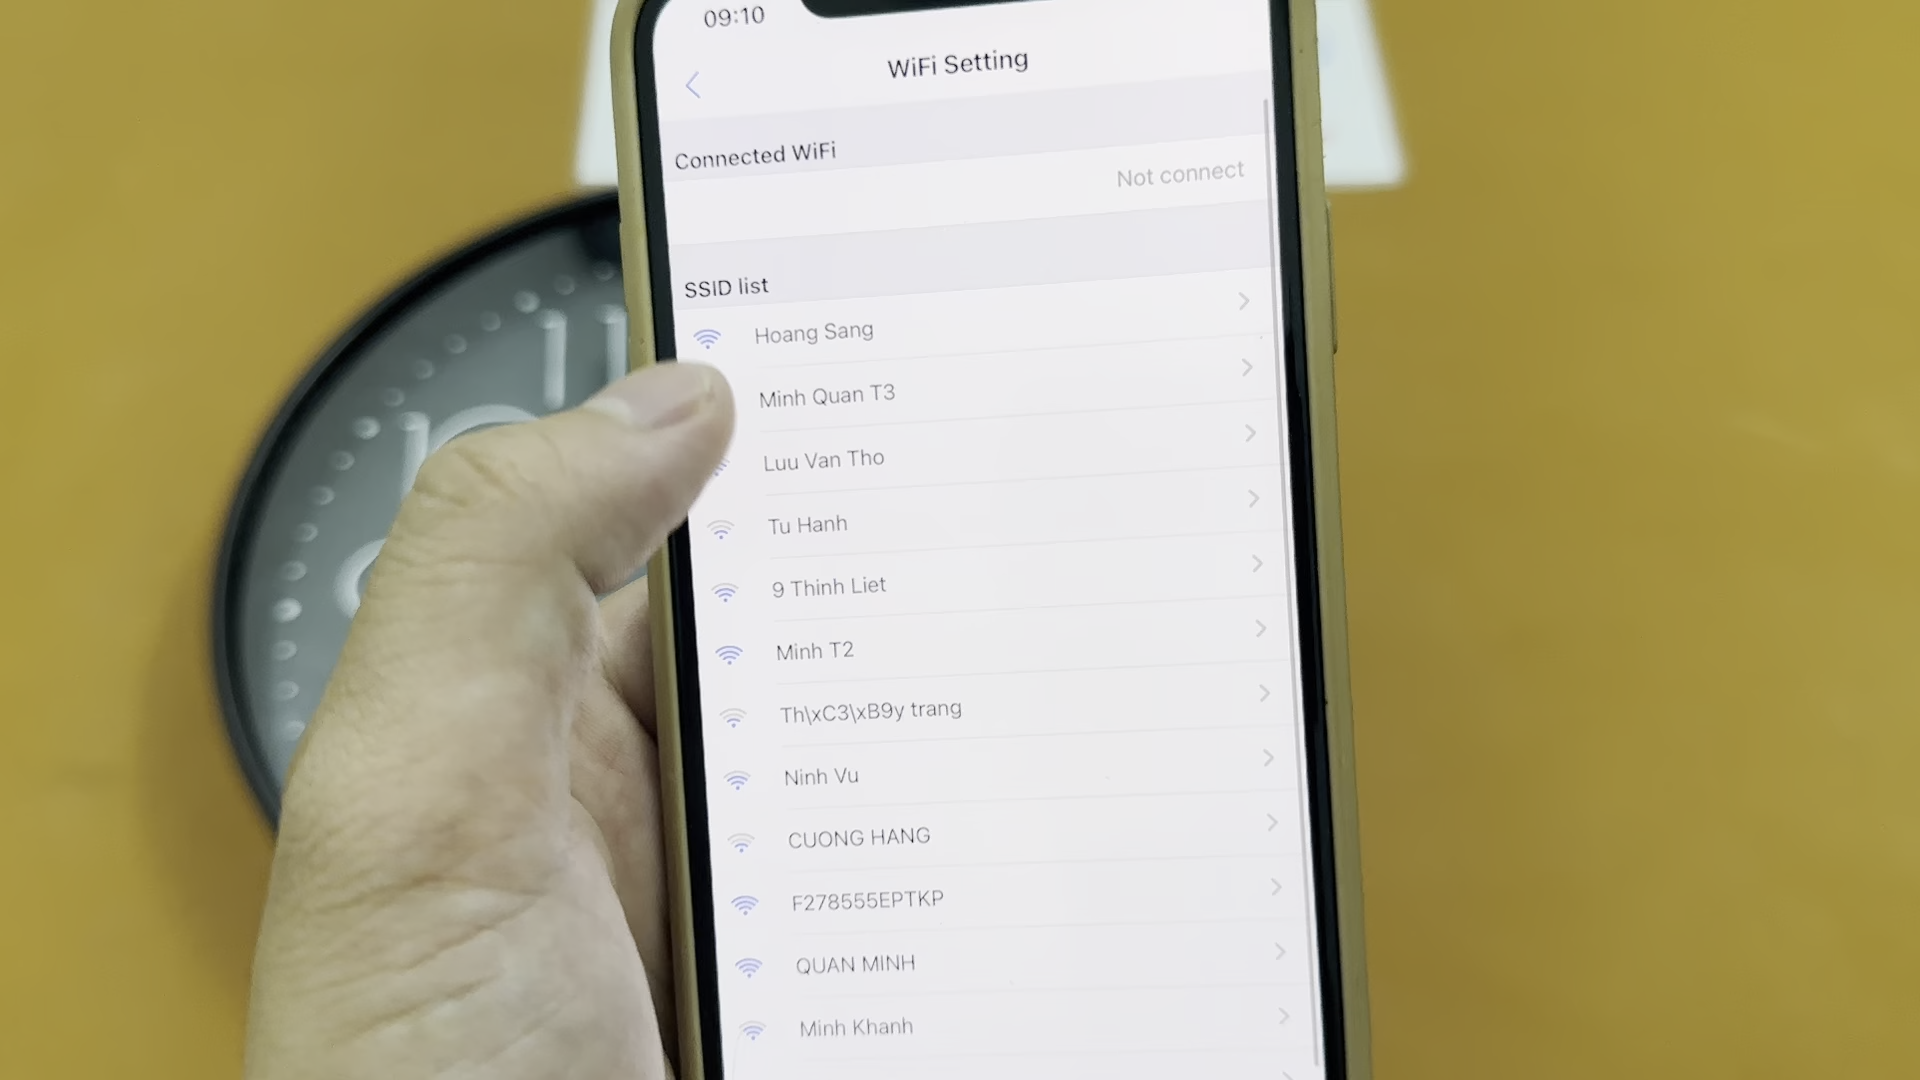 09:10
WiFi Setting
Connected WiFi
Not connect
SSID list
Hoang Sang
Minh Quan T3
Luu Van Tho
Tu Hanh
9 Thinh Liet
Minh T2
Th\xC3\xB9y trang
Ninh Vu
CUONG HANG
F278555EPTKP
QUAN MINH
Minh Khanh